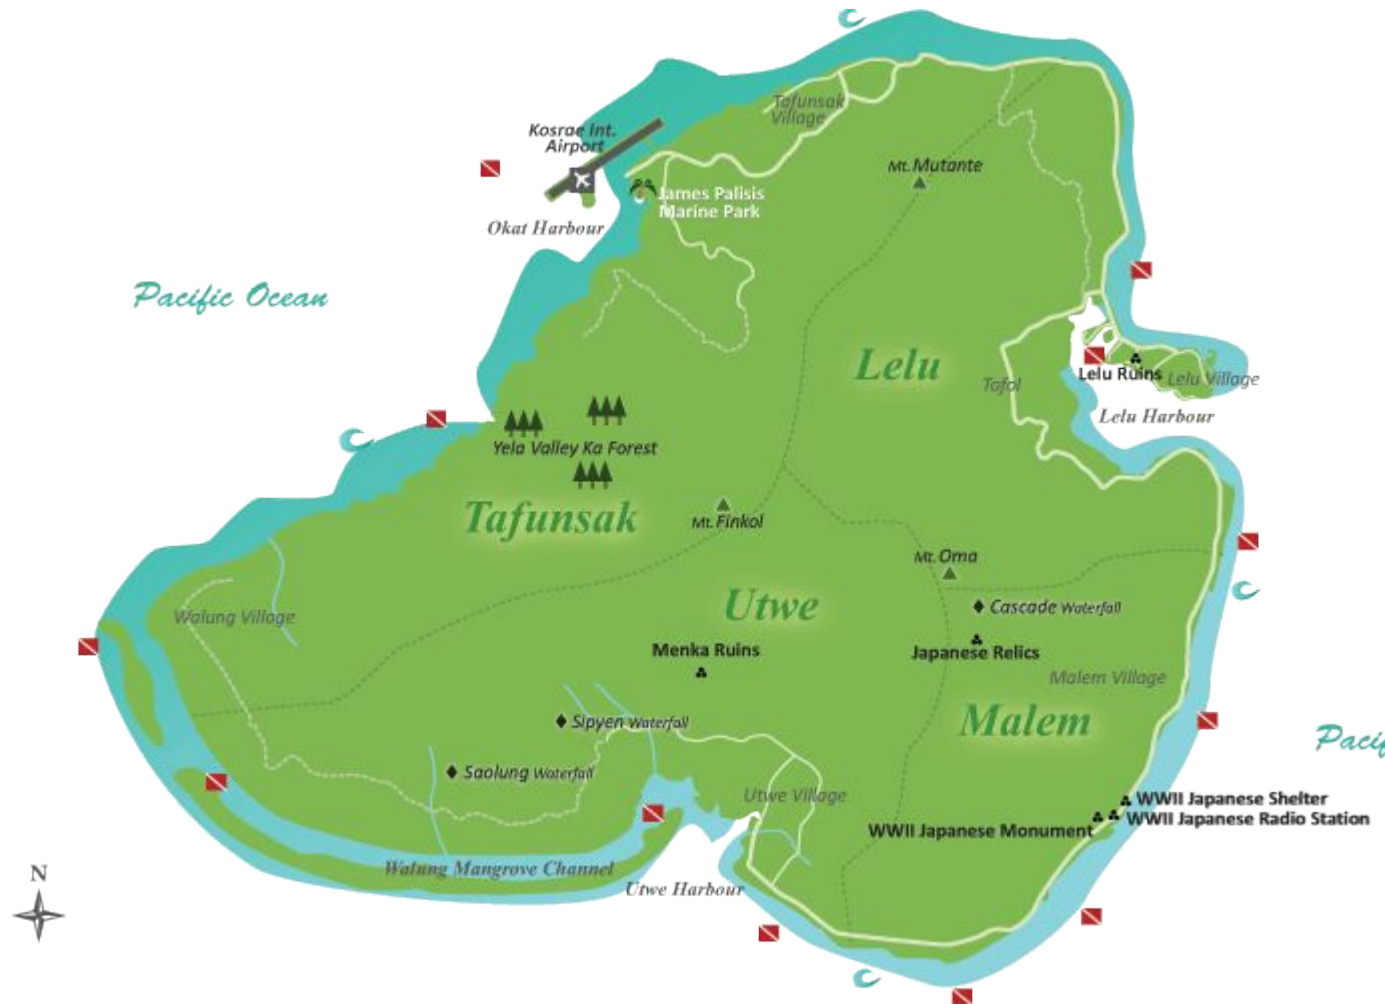 Tafunsak
Village
Kosrae Int.
Airport
Mt. Mutante
James Palisis
Marine Park
Okat Harbour
Pacific Ocean
Lelu
Tofol
Lelu Ruins
Lelu Village
Lelu Harbour
Yela Valley Ka Forest
Tafunsak
Mt. Finkol
Mt. Oma
Utwe
Cascade Waterfall
Walung Village
Menka Ruins
Japanese Relics
Malem Village
Malem
Sipyen Waterfall
Pacif
Saolung Waterfall
Utwe Village
WWII Japanese Shelter
WWII Japanese Radio Station
WWII Japanese Monument
Walung Mangrove Channel
Utwe Harbour
N